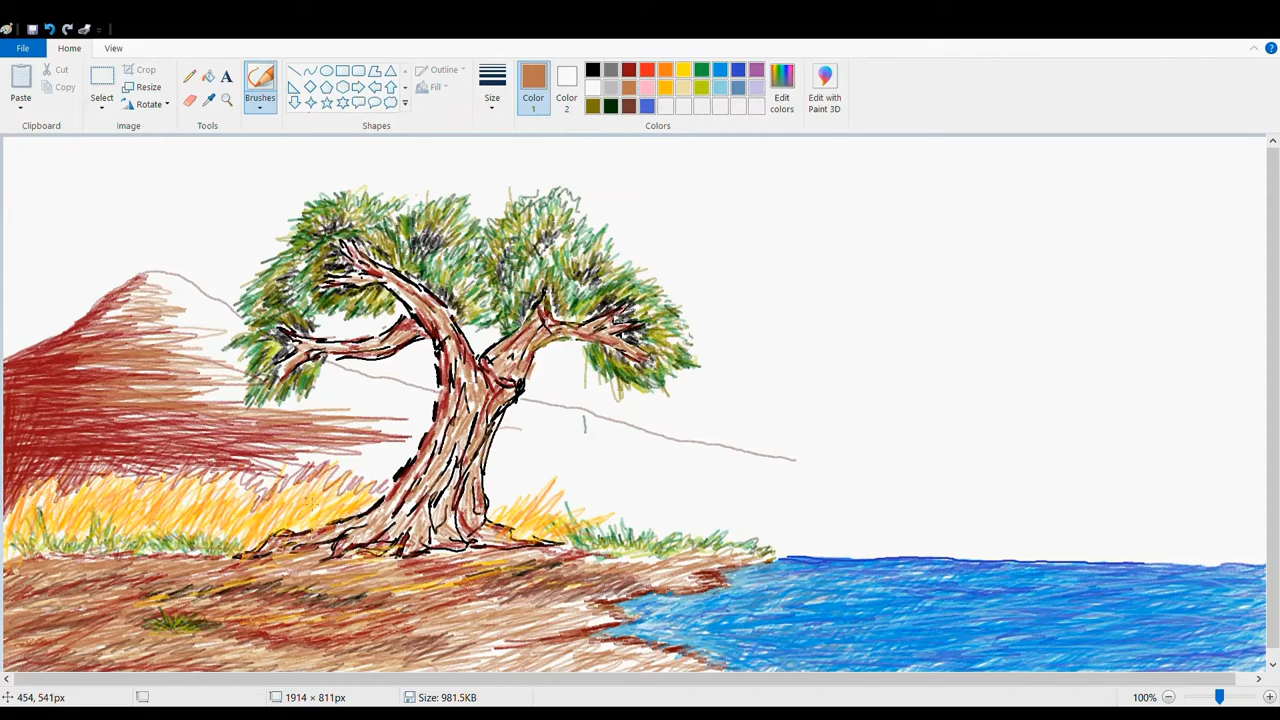 File Home View
Paste Cut Copy
Select Crop Resize Rotate
A
Brushes
Outline Fill
Size
Color 1
Color 2
Edit colors
Edit with Paint 3D
Clipboard Image Tools Shapes Colors
454, 541px 1914 × 811px Size: 981.5KB 100%